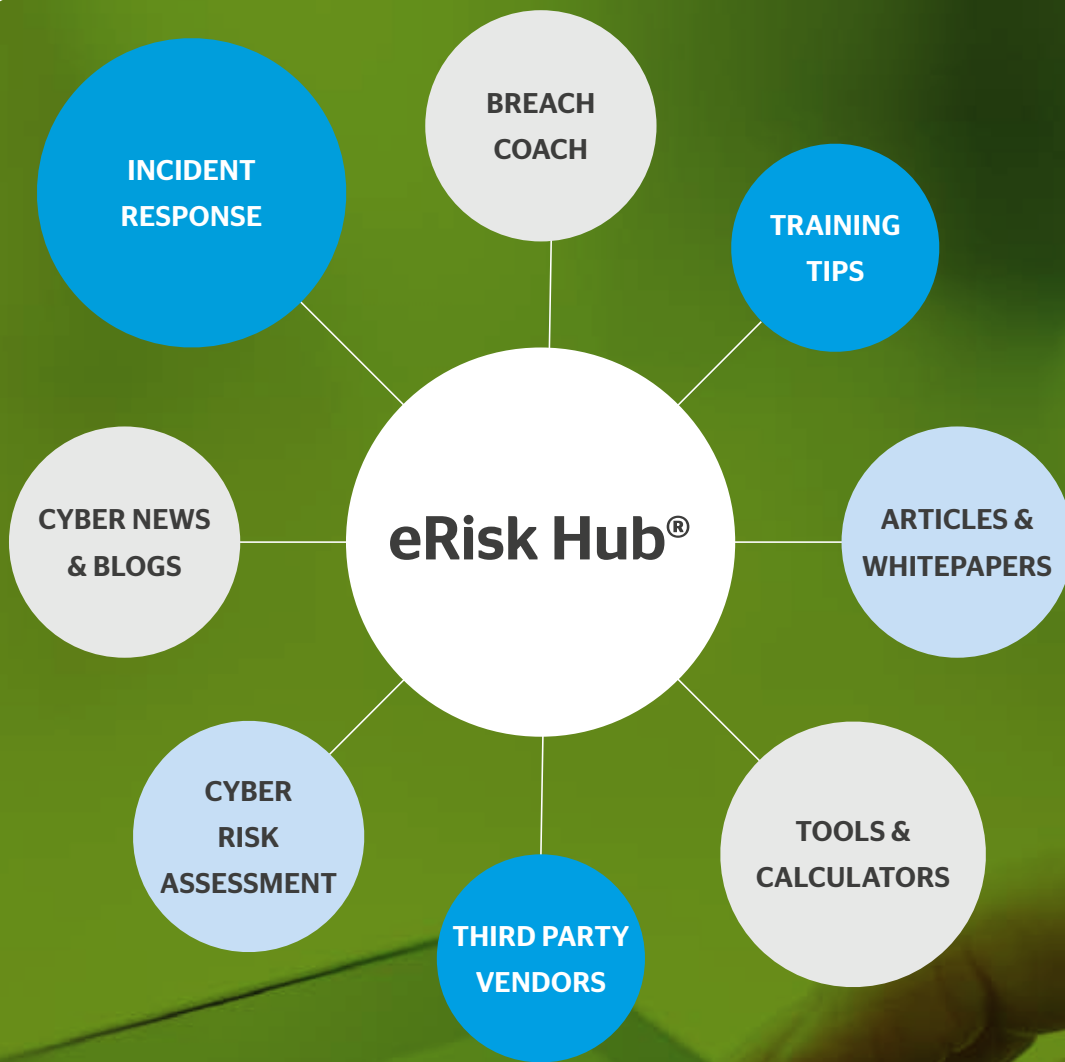 BREACH
COACH
INCIDENT
RESPONSE
TRAINING
TIPS
CYBER NEWS
& BLOGS
eRisk Hub®
ARTICLES &
WHITEPAPERS
CYBER
RISK
ASSESSMENT
TOOLS &
CALCULATORS
THIRD PARTY
VENDORS